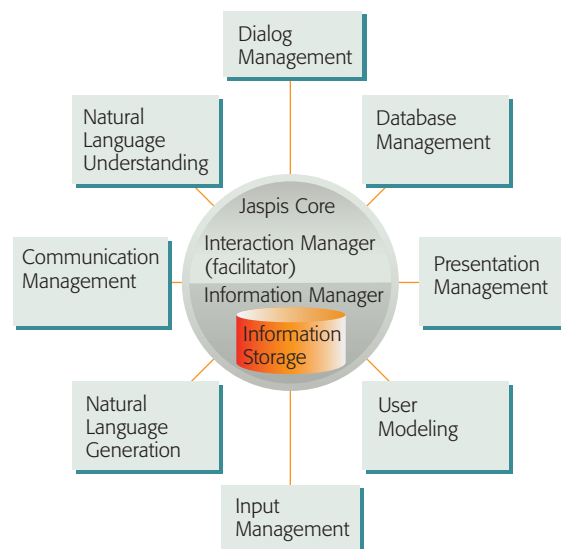 Dialog
Management
Natural
Language
Understanding
Database
Management
Jaspis Core
Interaction Manager
(facilitator)
Communication
Management
Presentation
Management
Information Manager
Information
Storage
Natural
Language
Generation
User
Modeling
Input
Management